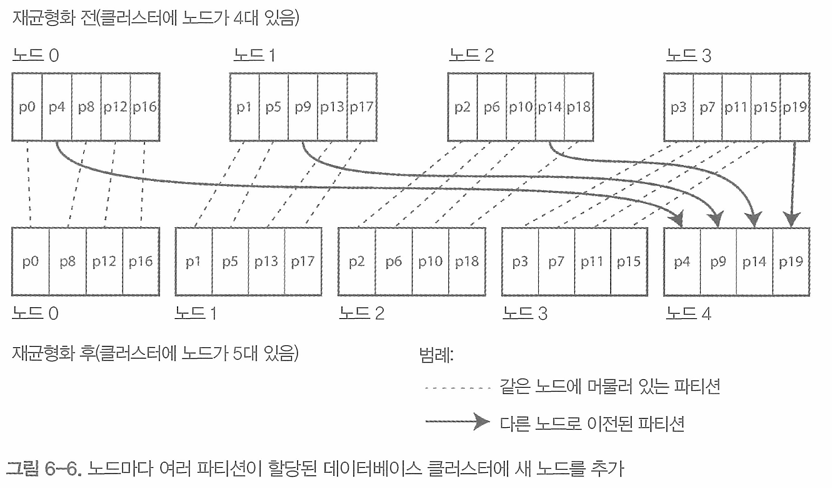 재균형화 전(클러스터에 노드가 4대 있음)
노드 0 노드 1 노드 2 노드 3
p0 p4 p8 p12 p16 p1 p5 p9 p13 p17 p2 p6 p10 p14 p18 p3 p7 p11 p15 p19
p0 p8 p12 p16 p1 p5 p13 p17 p2 p6 p10 p18 p3 p7 p11 p15 p4 p9 p14 p19
노드 0 노드 1 노드 2 노드 3 노드 4
재균형화 후(클러스터에 노드가 5대 있음)
범례:
같은 노드에 머물러 있는 파티션
다른 노드로 이전된 파티션
그림 6-6. 노드마다 여러 파티션이 할당된 데이터베이스 클러스터에 새 노드를 추가